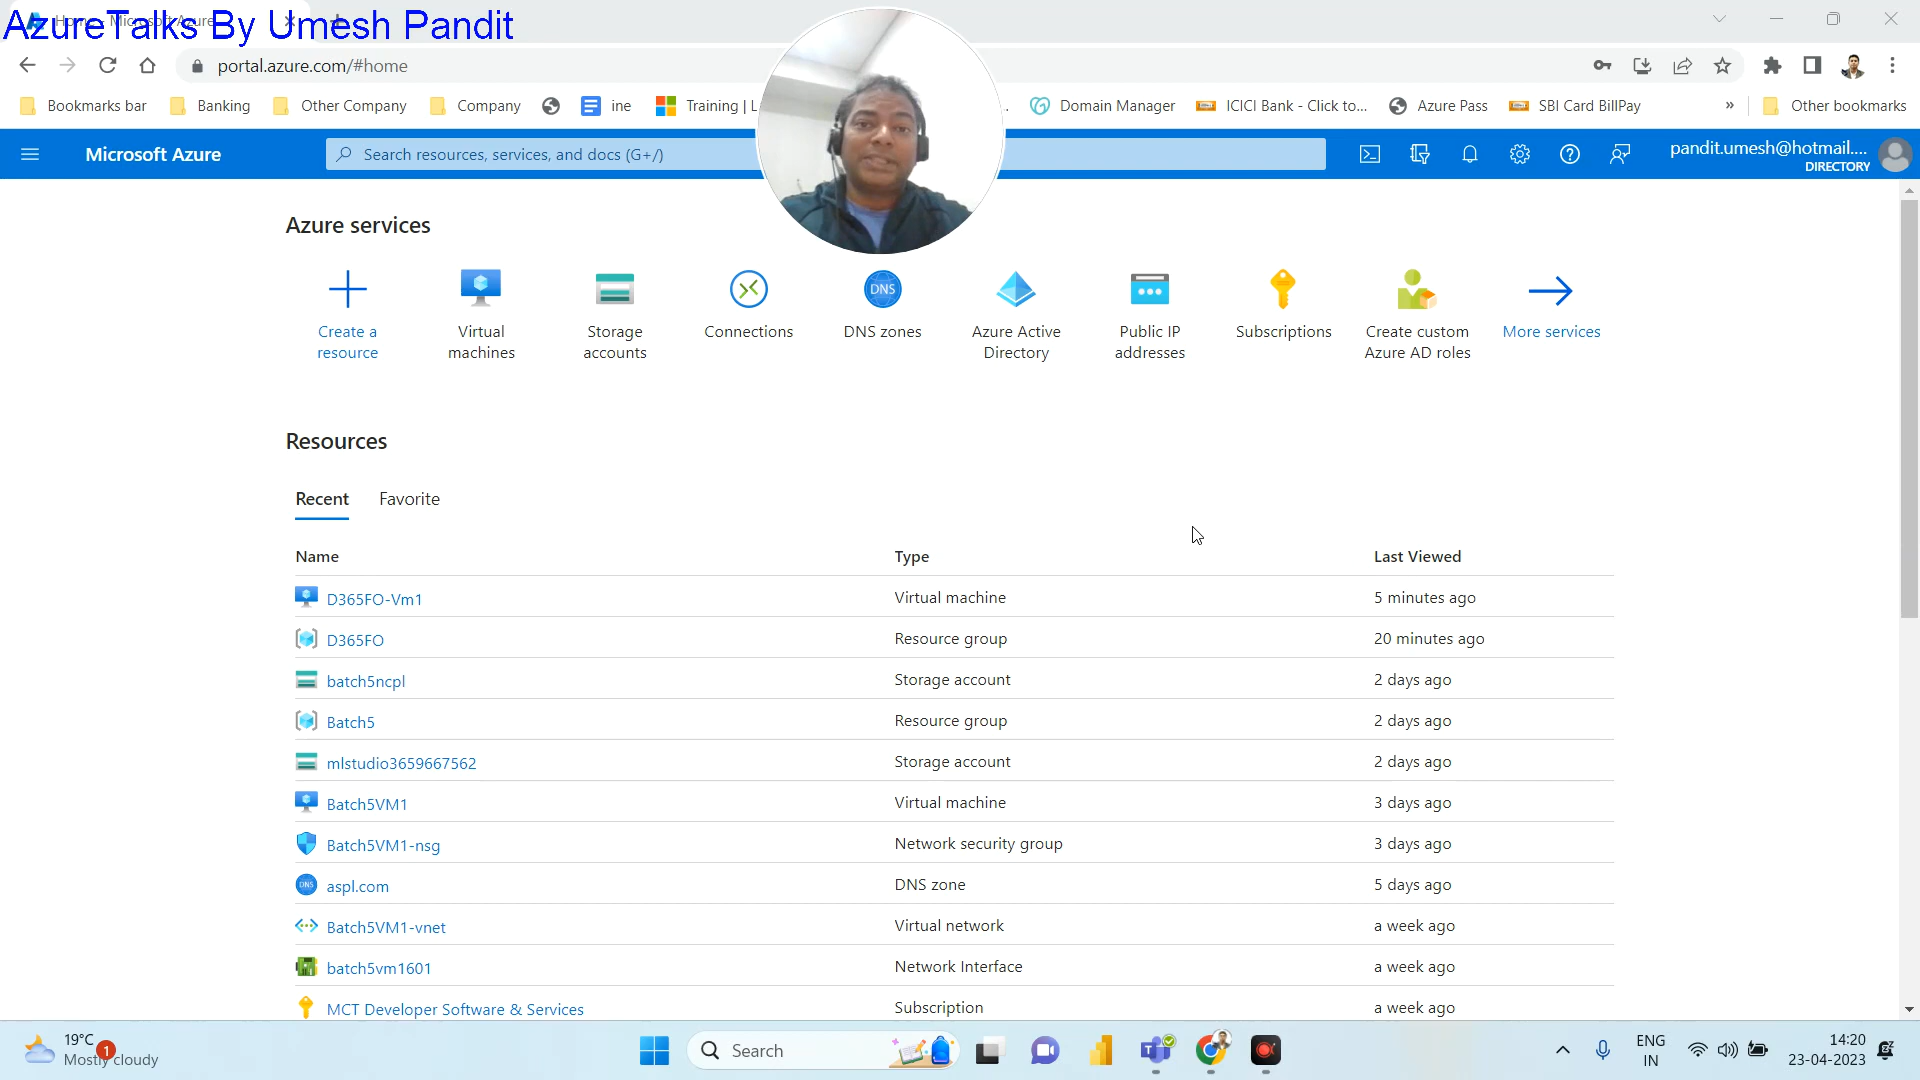 AzureTalks By Umesh Pandit
portal.azure.com/#home
Bookmarks bar
Banking
Other Company
Company
ine
Training | L
Domain Manager
ICICI Bank - Click to...
Azure Pass
SBI Card BillPay
»
Other bookmarks
Microsoft Azure
Search resources, services, and docs (G+/)
pandit.umesh@hotmail....
DIRECTORY
Azure services
Create a
resource
Virtual
machines
Storage
accounts
Connections
DNS
DNS zones
Azure Active
Directory
Public IP
addresses
Subscriptions
Create custom
Azure AD roles
More services
Resources
Recent
Favorite
Name Type Last Viewed
D365FO-Vm1 Virtual machine 5 minutes ago
D365FO Resource group 20 minutes ago
batch5ncpl Storage account 2 days ago
Batch5 Resource group 2 days ago
mlstudio3659667562 Storage account 2 days ago
Batch5VM1 Virtual machine 3 days ago
Batch5VM1-nsg Network security group 3 days ago
DNS aspl.com DNS zone 5 days ago
Batch5VM1-vnet Virtual network a week ago
batch5vm1601 Network Interface a week ago
MCT Developer Software & Services Subscription a week ago
19°C
1
Mostly cloudy
Search
ENG
IN
14:20
23-04-2023